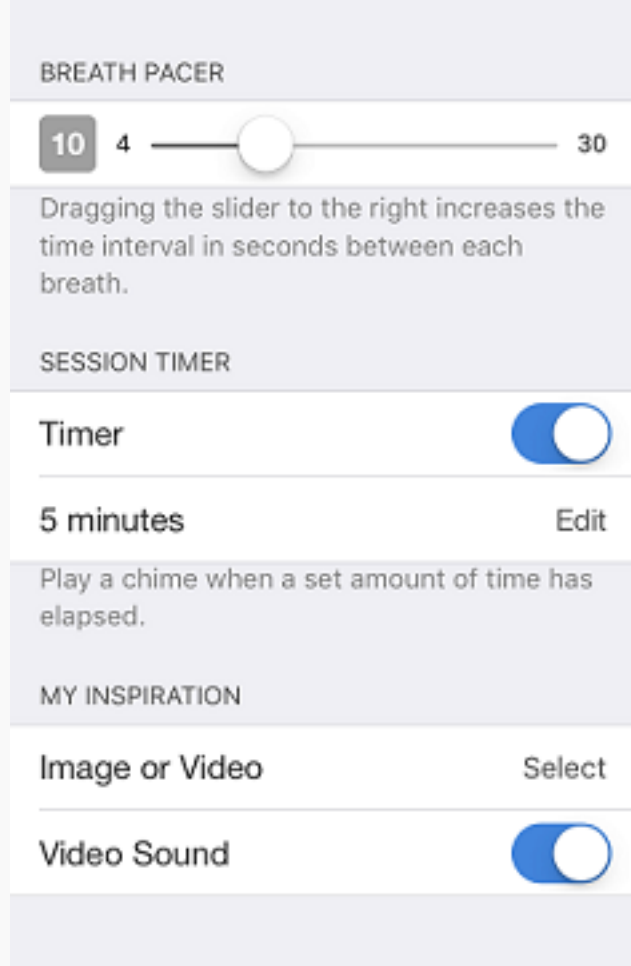 BREATH PACER
10 4 30
Dragging the slider to the right increases the
time interval in seconds between each
breath.
SESSION TIMER
Timer
5 minutes Edit
Play a chime when a set amount of time has
elapsed.
MY INSPIRATION
Image or Video Select
Video Sound